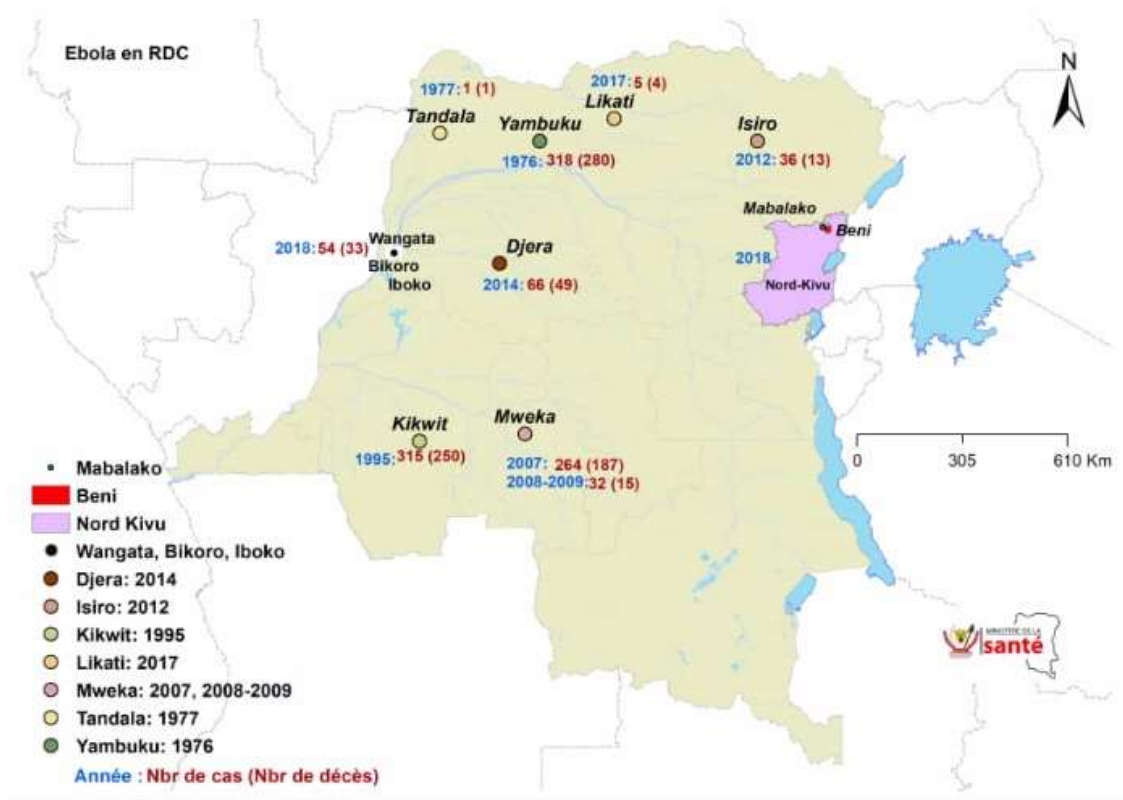 Ebola en RDC
N
1977: 1 (1)
Tandala
2017: 5 (4)
Likati
Yambuku
1976: 318 (280)
Isiro
2012: 36 (13)
Mabalako
Beni
2018
Nord-Kivu
2018: 54 (33)
Wangata
Bikoro
Iboko
Djera
2014: 66 (49)
Kikwit
1995: 315 (250)
Mweka
2007: 264 (187)
2008-2009: 32 (15)
0 305 610 Km
Mabalako
Beni
Nord Kivu
Wangata, Bikoro, Iboko
Djera: 2014
Isiro: 2012
Kikwit: 1995
Likati: 2017
Mweka: 2007, 2008-2009
Tandala: 1977
Yambuku: 1976
Année : Nbr de cas (Nbr de décès)
MINISTERE DE LA
santé